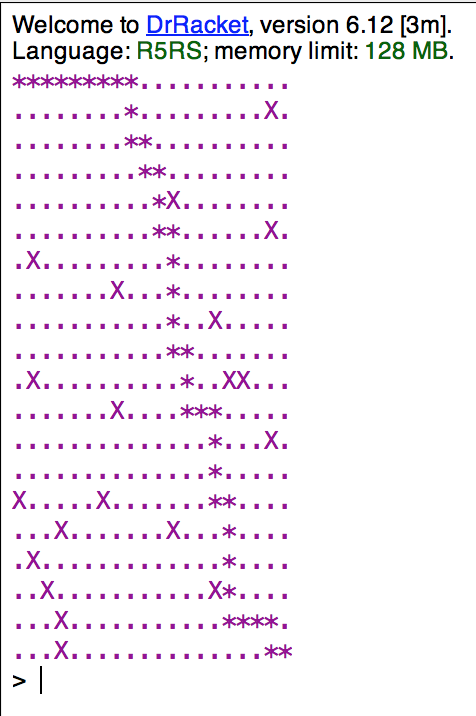 Welcome to DrRacket, version 6.12 [3m].
Language: R5RS; memory limit: 128 MB.
*********...........
........*.........X.
........**..........
.........**.........
..........*X........
..........**......X.
.X.........*........
.......X...*........
...........*..X.....
...........**.......
.X..........*..XX...
.......X....***.....
..............*...X.
..............*.....
X.....X.......**....
...X.......X...*....
.X.............*....
..X...........X*....
...X...........****.
...X..............**
>